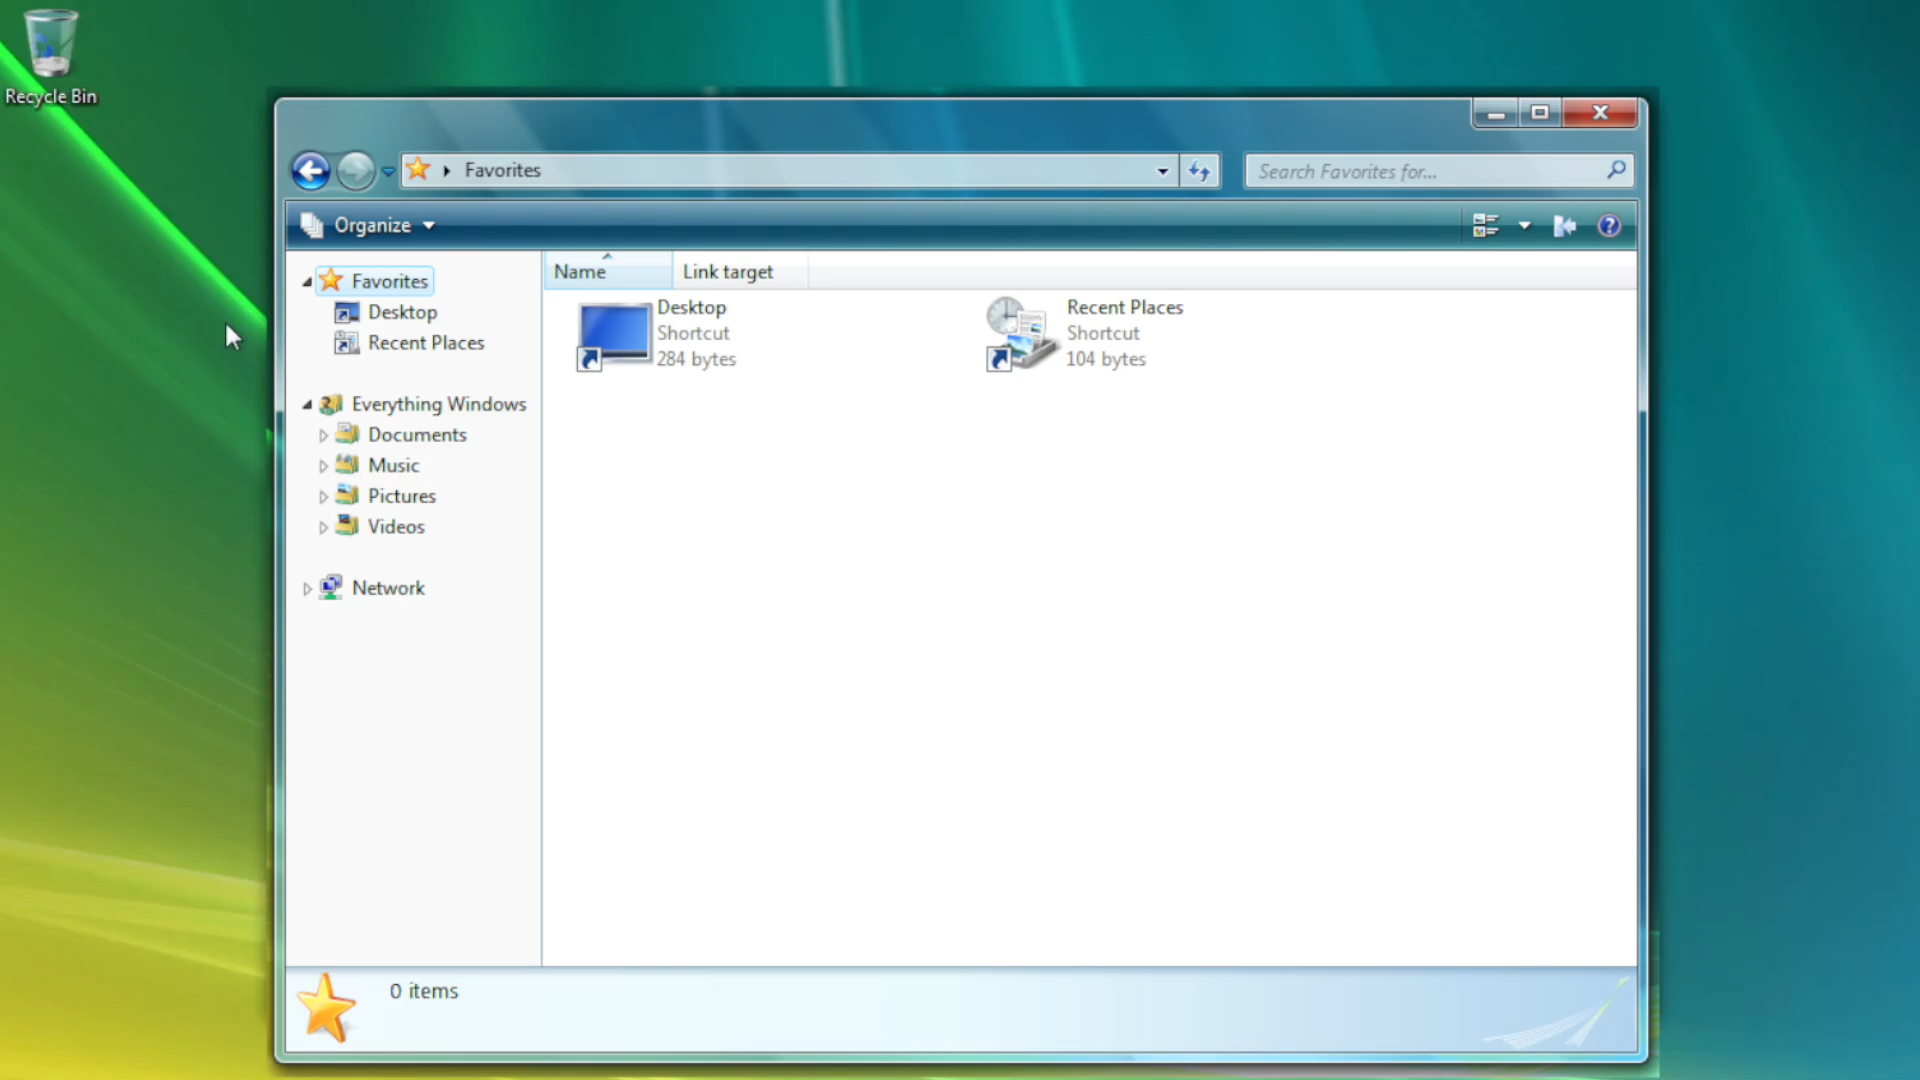 Recycle Bin
Favorites
Search Favorites for...
Organize
Name
Link target
Favorites
Desktop
Recent Places
Everything Windows
Documents
Music
Pictures
Videos
Network
Desktop
Shortcut
284 bytes
Recent Places
Shortcut
104 bytes
0 items